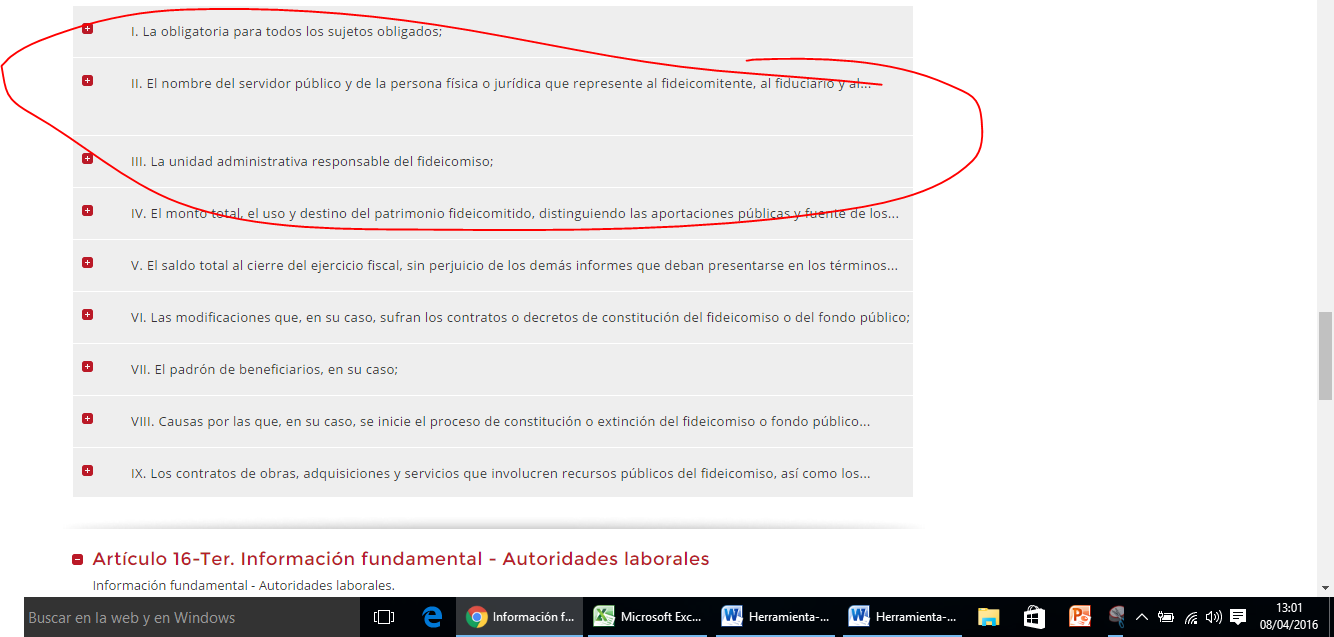 I. La obligatoria para todos los sujetos obligados;
II. El nombre del servidor público y de la persona física o jurídica que represente al fideicomitente, al fiduciario y al...
III. La unidad administrativa responsable del fideicomiso;
IV. El monto total, el uso y destino del patrimonio fideicomitido, distinguiendo las aportaciones públicas y fuente de los...
V. El saldo total al cierre del ejercicio fiscal, sin perjuicio de los demás informes que deban presentarse en los términos...
VI. Las modificaciones que, en su caso, sufran los contratos o decretos de constitución del fideicomiso o del fondo público;
VII. El padrón de beneficiarios, en su caso;
VIII. Causas por las que, en su caso, se inicie el proceso de constitución o extinción del fideicomiso o fondo público...
IX. Los contratos de obras, adquisiciones y servicios que involucren recursos públicos del fideicomiso, así como los...
Artículo 16-Ter. Información fundamental - Autoridades laborales
Información fundamental - Autoridades laborales.
Buscar en la web y en Windows
Información f...
Microsoft Exc...
Herramienta-...
Herramienta-...
13:01
08/04/2016